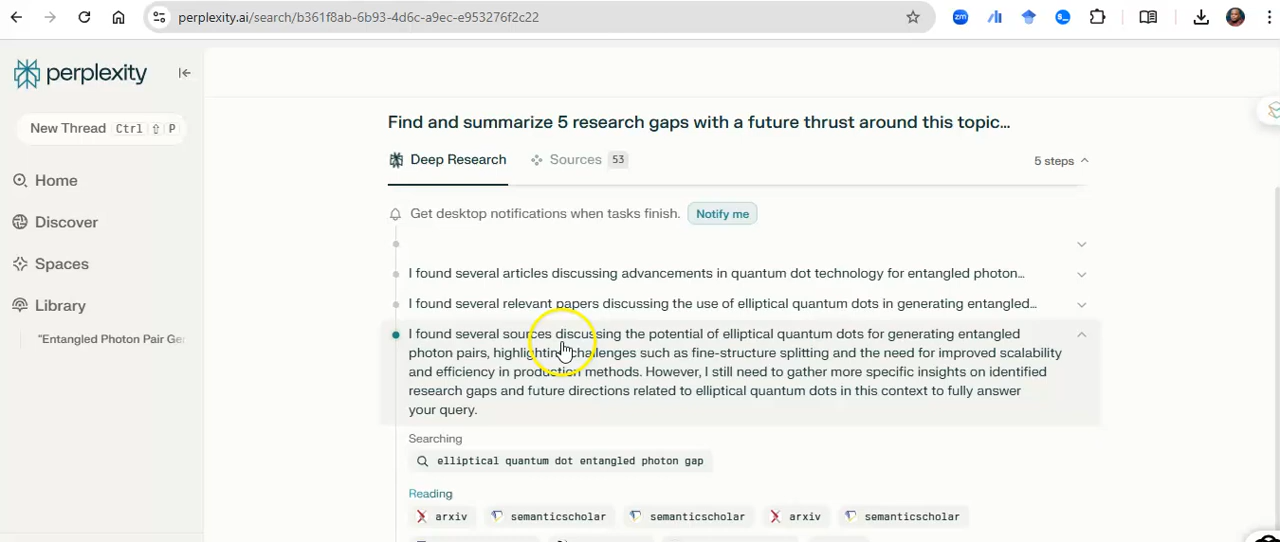 perplexity.ai/search/b361f8ab-6b93-4d6c-a9ec-e953276f2c22
perplexity
New Thread Ctrl ⇧ P
Home
Discover
Spaces
Library
"Entangled Photon Pair Ger
Find and summarize 5 research gaps with a future thrust around this topic...
Deep Research Sources 53 5 steps
Get desktop notifications when tasks finish. Notify me
I found several articles discussing advancements in quantum dot technology for entangled photon...
I found several relevant papers discussing the use of elliptical quantum dots in generating entangled...
I found several sources discussing the potential of elliptical quantum dots for generating entangled
photon pairs, highlighting challenges such as fine-structure splitting and the need for improved scalability
and efficiency in production methods. However, I still need to gather more specific insights on identified
research gaps and future directions related to elliptical quantum dots in this context to fully answer
your query.
Searching
elliptical quantum dot entangled photon gap
Reading
arxiv semanticscholar semanticscholar arxiv semanticscholar